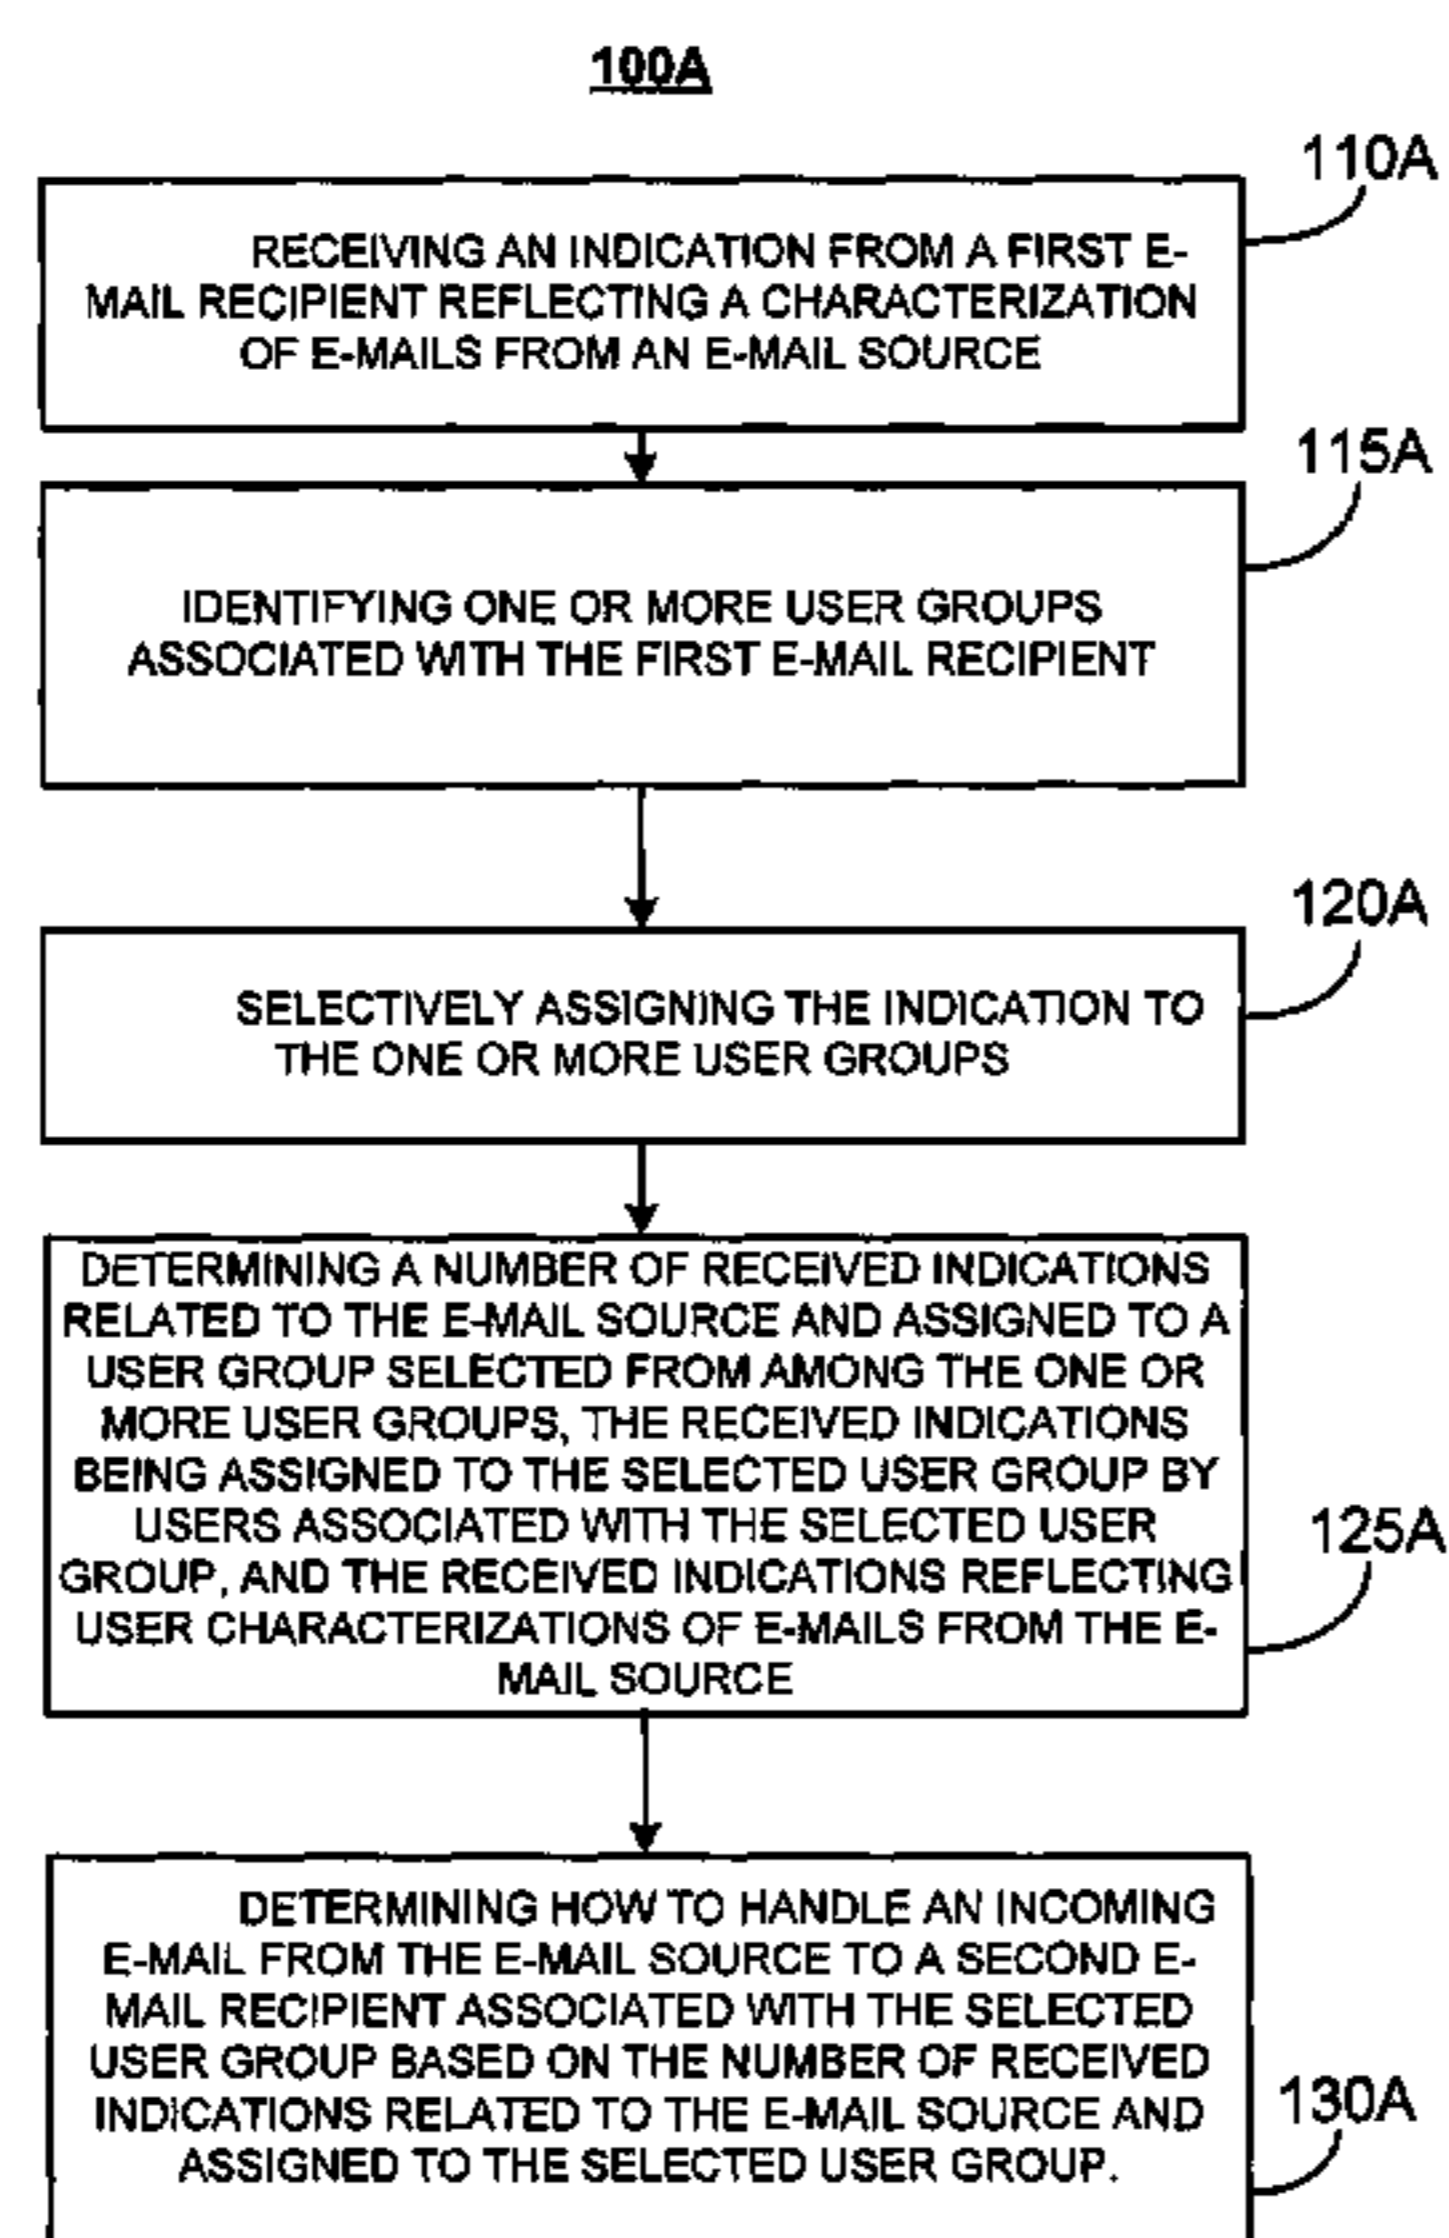 100A
110A
RECEIVING AN INDICATION FROM A FIRST E-
MAIL RECIPIENT REFLECTING A CHARACTERIZATION
OF E-MAILS FROM AN E-MAIL SOURCE
115A
IDENTIFYING ONE OR MORE USER GROUPS
ASSOCIATED WITH THE FIRST E-MAIL RECIPIENT
120A
SELECTIVELY ASSIGNING THE INDICATION TO
THE ONE OR MORE USER GROUPS
DETERMINING A NUMBER OF RECEIVED INDICATIONS
RELATED TO THE E-MAIL SOURCE AND ASSIGNED TO A
USER GROUP SELECTED FROM AMONG THE ONE OR
MORE USER GROUPS, THE RECEIVED INDICATIONS
BEING ASSIGNED TO THE SELECTED USER GROUP BY
USERS ASSOCIATED WITH THE SELECTED USER
GROUP, AND THE RECEIVED INDICATIONS REFLECTING
USER CHARACTERIZATIONS OF E-MAILS FROM THE E-
MAIL SOURCE
125A
DETERMINING HOW TO HANDLE AN INCOMING
E-MAIL FROM THE E-MAIL SOURCE TO A SECOND E-
MAIL RECIPIENT ASSOCIATED WITH THE SELECTED
USER GROUP BASED ON THE NUMBER OF RECEIVED
INDICATIONS RELATED TO THE E-MAIL SOURCE AND
ASSIGNED TO THE SELECTED USER GROUP.
130A